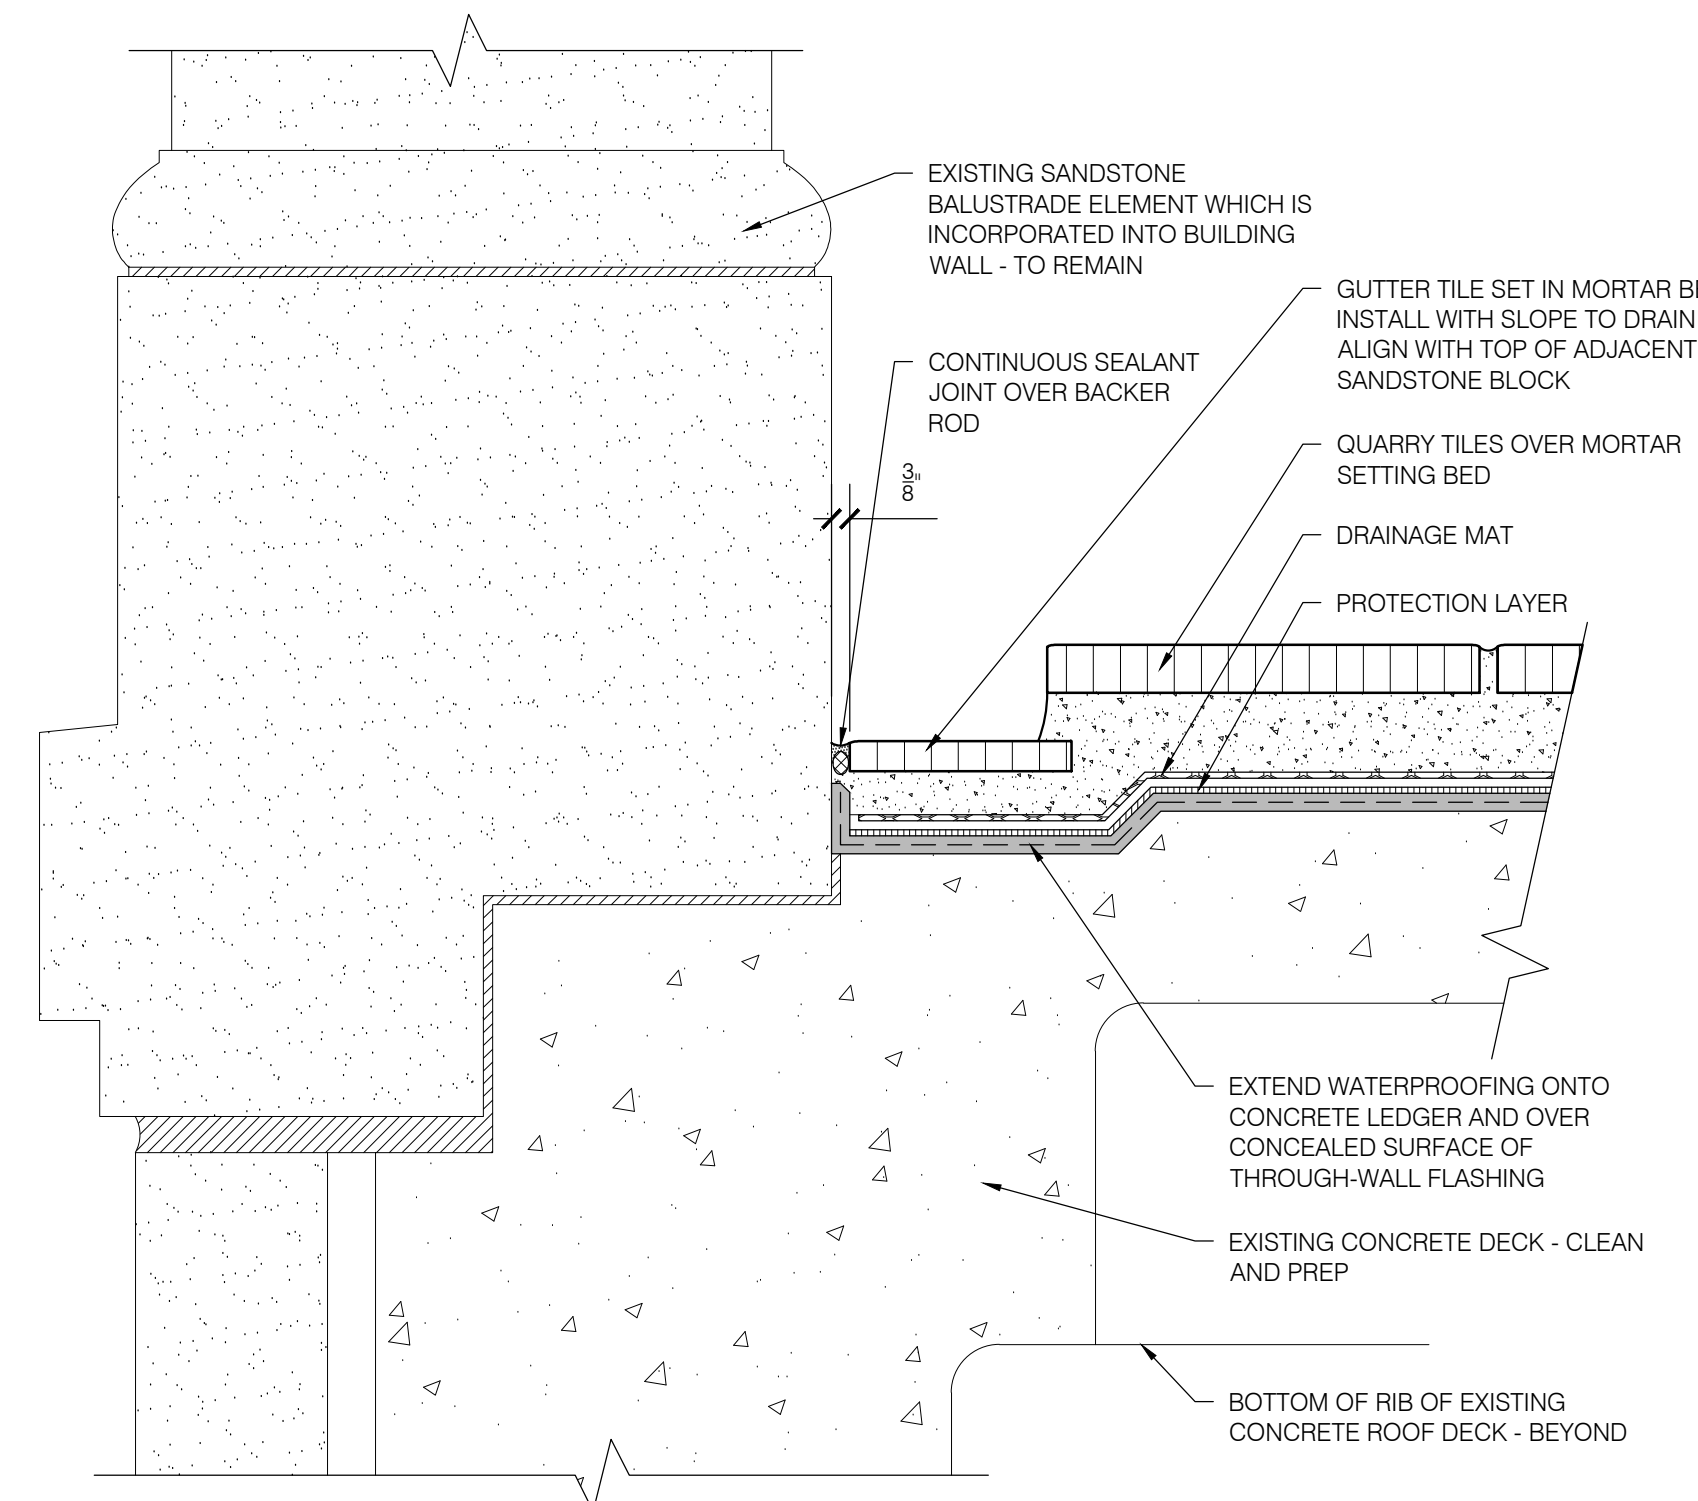 EXISTING SANDSTONE
BALUSTRADE ELEMENT WHICH IS
INCORPORATED INTO BUILDING
WALL - TO REMAIN
GUTTER TILE SET IN MORTAR
INSTALL WITH SLOPE TO DRAIN
ALIGN WITH TOP OF ADJACENT
SANDSTONE BLOCK
CONTINUOUS SEALANT
JOINT OVER BACKER
ROD
3/8"
QUARRY TILES OVER MORTAR
SETTING BED
DRAINAGE MAT
PROTECTION LAYER
EXTEND WATERPROOFING ONTO
CONCRETE LEDGER AND OVER
CONCEALED SURFACE OF
THROUGH-WALL FLASHING
EXISTING CONCRETE DECK - CLEAN
AND PREP
BOTTOM OF RIB OF EXISTING
CONCRETE ROOF DECK - BEYOND